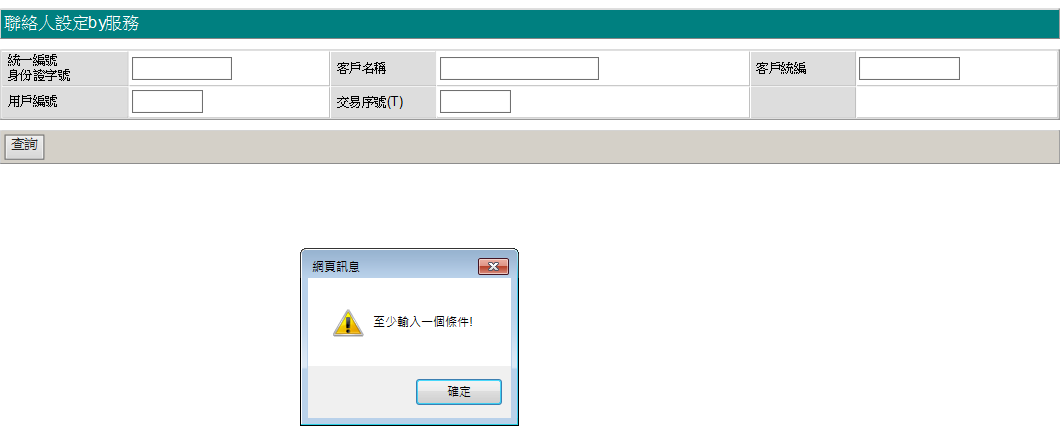 聯絡人設定by服務
統一編號
身份證字號
客戶名稱
客戶統編
用戶編號
交易序號(T)
查詢
網頁訊息
至少輸入一個條件!
確定